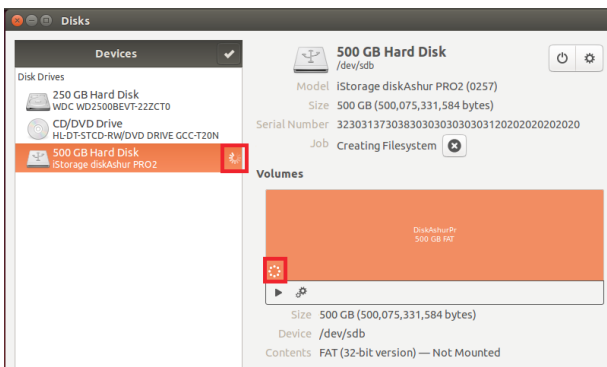 Disks
Devices
Disk Drives
250 GB Hard Disk
WDC WD2500BEVT-22ZCT0
CD/DVD Drive
HL-DT-STCD-RW/DVD DRIVE GCC-T20N
500 GB Hard Disk
iStorage diskAshur PRO2
500 GB Hard Disk
/dev/sdb
Model iStorage diskAshur PRO2 (0257)
Size 500 GB (500,075,331,584 bytes)
Serial Number 32303137303830303030303031202020202020
Job Creating Filesystem
Volumes
DiskAshurPr
500 GB FAT
Size 500 GB (500,075,331,584 bytes)
Device /dev/sdb
Contents FAT (32-bit version) — Not Mounted